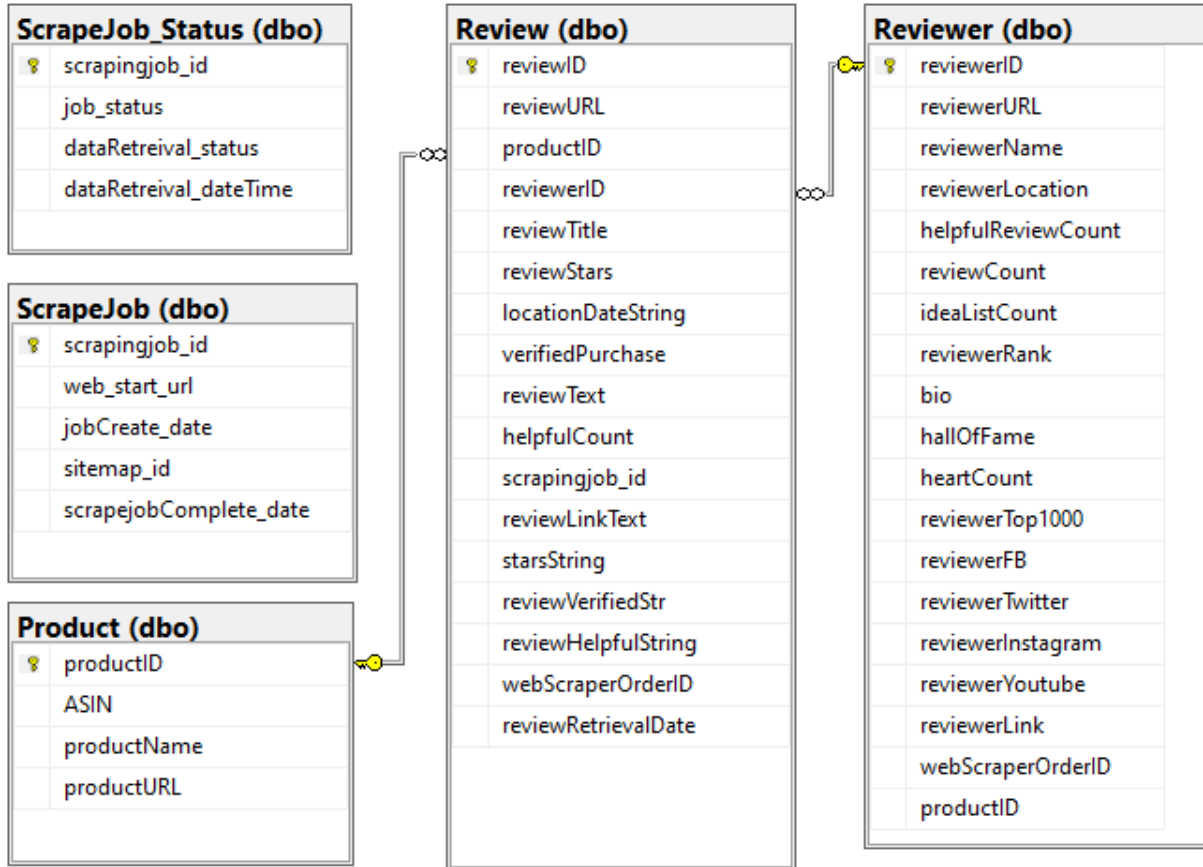 ScrapeJob_Status (dbo)
scrapingjob_id
job_status
dataRetreival_status
dataRetreival_dateTime
ScrapeJob (dbo)
scrapingjob_id
web_start_url
jobCreate_date
sitemap_id
scrapejobComplete_date
Product (dbo)
productID
ASIN
productName
productURL
Review (dbo)
reviewID
reviewURL
productID
reviewerID
reviewTitle
reviewStars
locationDateString
verifiedPurchase
reviewText
helpfulCount
scrapingjob_id
reviewLinkText
starsString
reviewVerifiedStr
reviewHelpfulString
webScraperOrderID
reviewRetrievalDate
Reviewer (dbo)
reviewerID
reviewerURL
reviewerName
reviewerLocation
helpfulReviewCount
reviewCount
ideaListCount
reviewerRank
bio
hallOfFame
heartCount
reviewerTop1000
reviewerFB
reviewerTwitter
reviewerInstagram
reviewerYoutube
reviewerLink
webScraperOrderID
productID